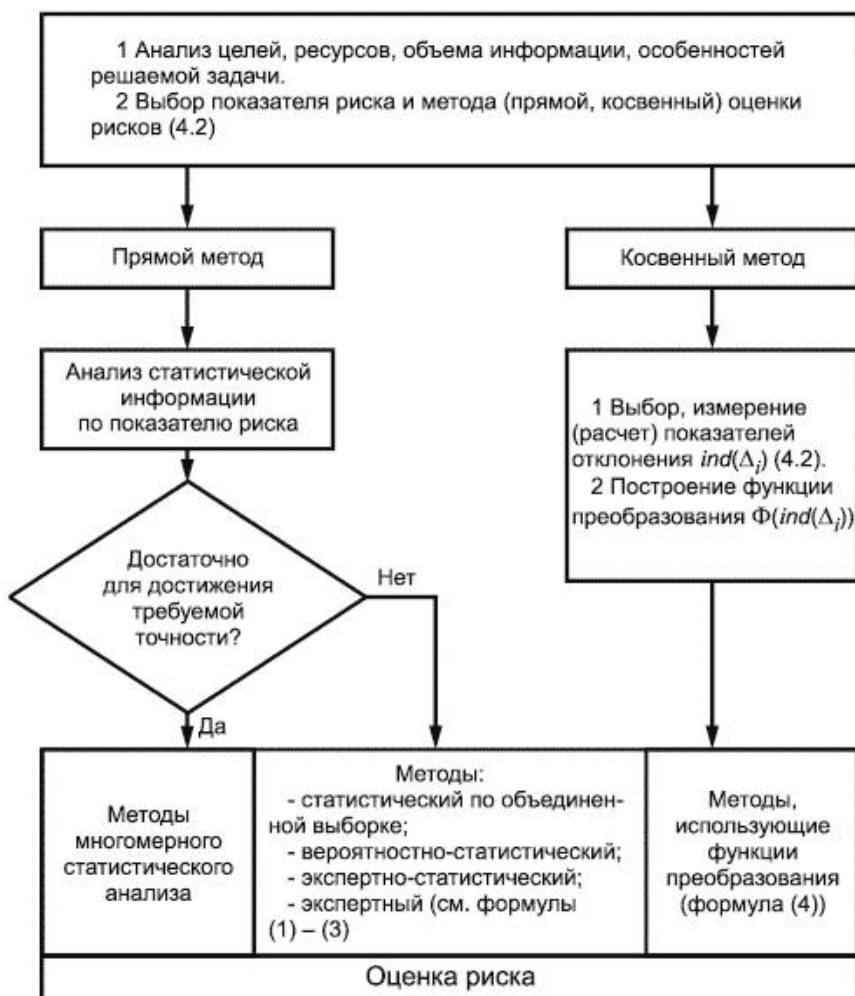 1 Анализ целей, ресурсов, объема информации, особенностей
решаемой задачи.
2 Выбор показателя риска и метода (прямой, косвенный) оценки
рисков (4.2)
Прямой метод
Косвенный метод
Анализ статистической
информации
по показателю риска
1 Выбор, измерение
(расчет) показателей
отклонения ind(Δi) (4.2).
2 Построение функции
преобразования Φ(ind(Δi))
Достаточно
для достижения
требуемой
точности?
Нет
Да
Методы
многомерного
статистического
анализа
Методы:
- статистический по объединен-
ной выборке;
- вероятностно-статистический;
- экспертно-статистический;
- экспертный (см. формулы
(1) – (3)
Методы,
использующие
функции
преобразования
(формула (4))
Оценка риска